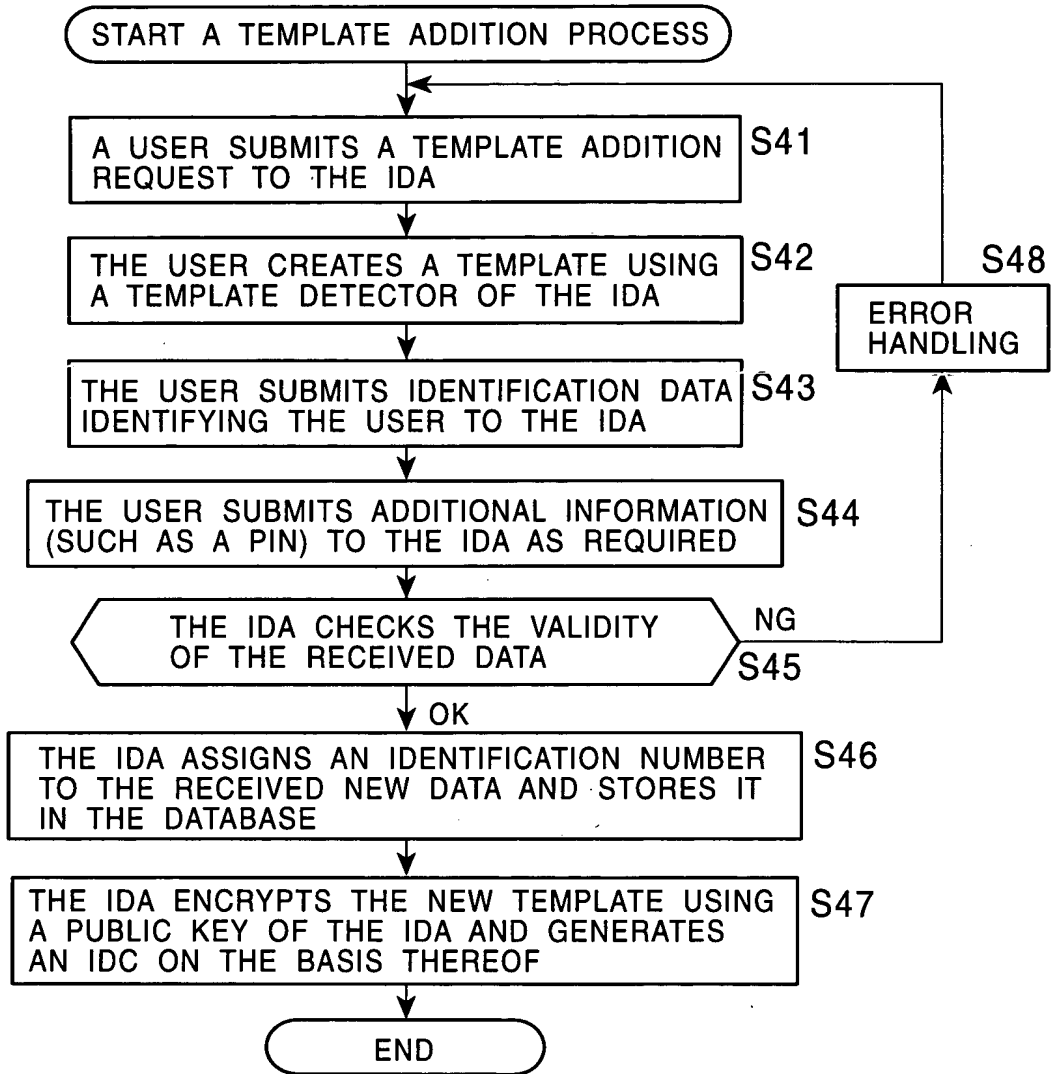 START A TEMPLATE ADDITION PROCESS
A USER SUBMITS A TEMPLATE ADDITION
REQUEST TO THE IDA
S41
THE USER CREATES A TEMPLATE USING
A TEMPLATE DETECTOR OF THE IDA
S42
S48
ERROR
HANDLING
THE USER SUBMITS IDENTIFICATION DATA
IDENTIFYING THE USER TO THE IDA
S43
THE USER SUBMITS ADDITIONAL INFORMATION
(SUCH AS A PIN) TO THE IDA AS REQUIRED
S44
THE IDA CHECKS THE VALIDITY
OF THE RECEIVED DATA
NG
S45
OK
THE IDA ASSIGNS AN IDENTIFICATION NUMBER
TO THE RECEIVED NEW DATA AND STORES IT
IN THE DATABASE
S46
THE IDA ENCRYPTS THE NEW TEMPLATE USING
A PUBLIC KEY OF THE IDA AND GENERATES
AN IDC ON THE BASIS THEREOF
S47
END